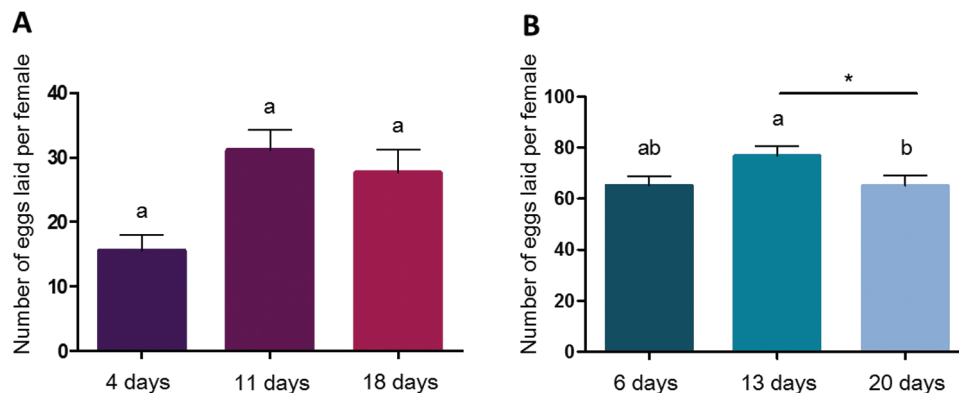 A
Number of eggs laid per female
40
30
20
10
0
a
a
a
4 days
11 days
18 days
B
Number of eggs laid per female
100
80
60
40
20
0
*
ab
a
b
6 days
13 days
20 days